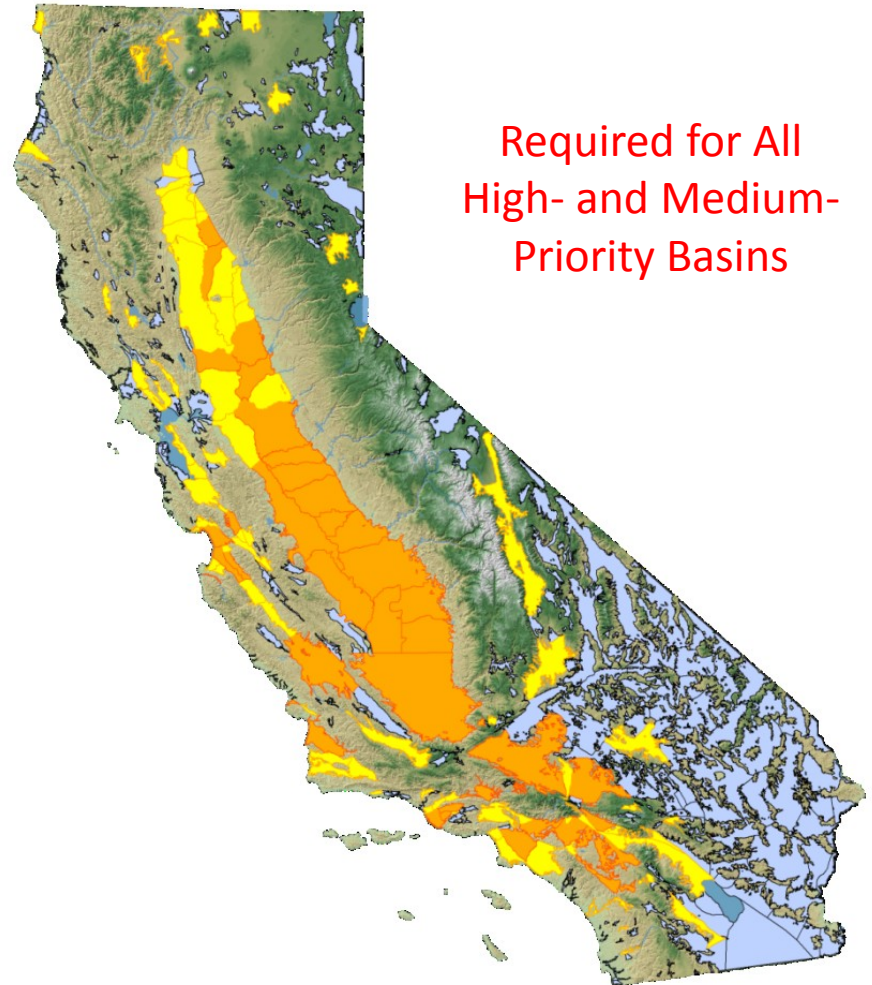 Required for All
High- and Medium-
Priority Basins